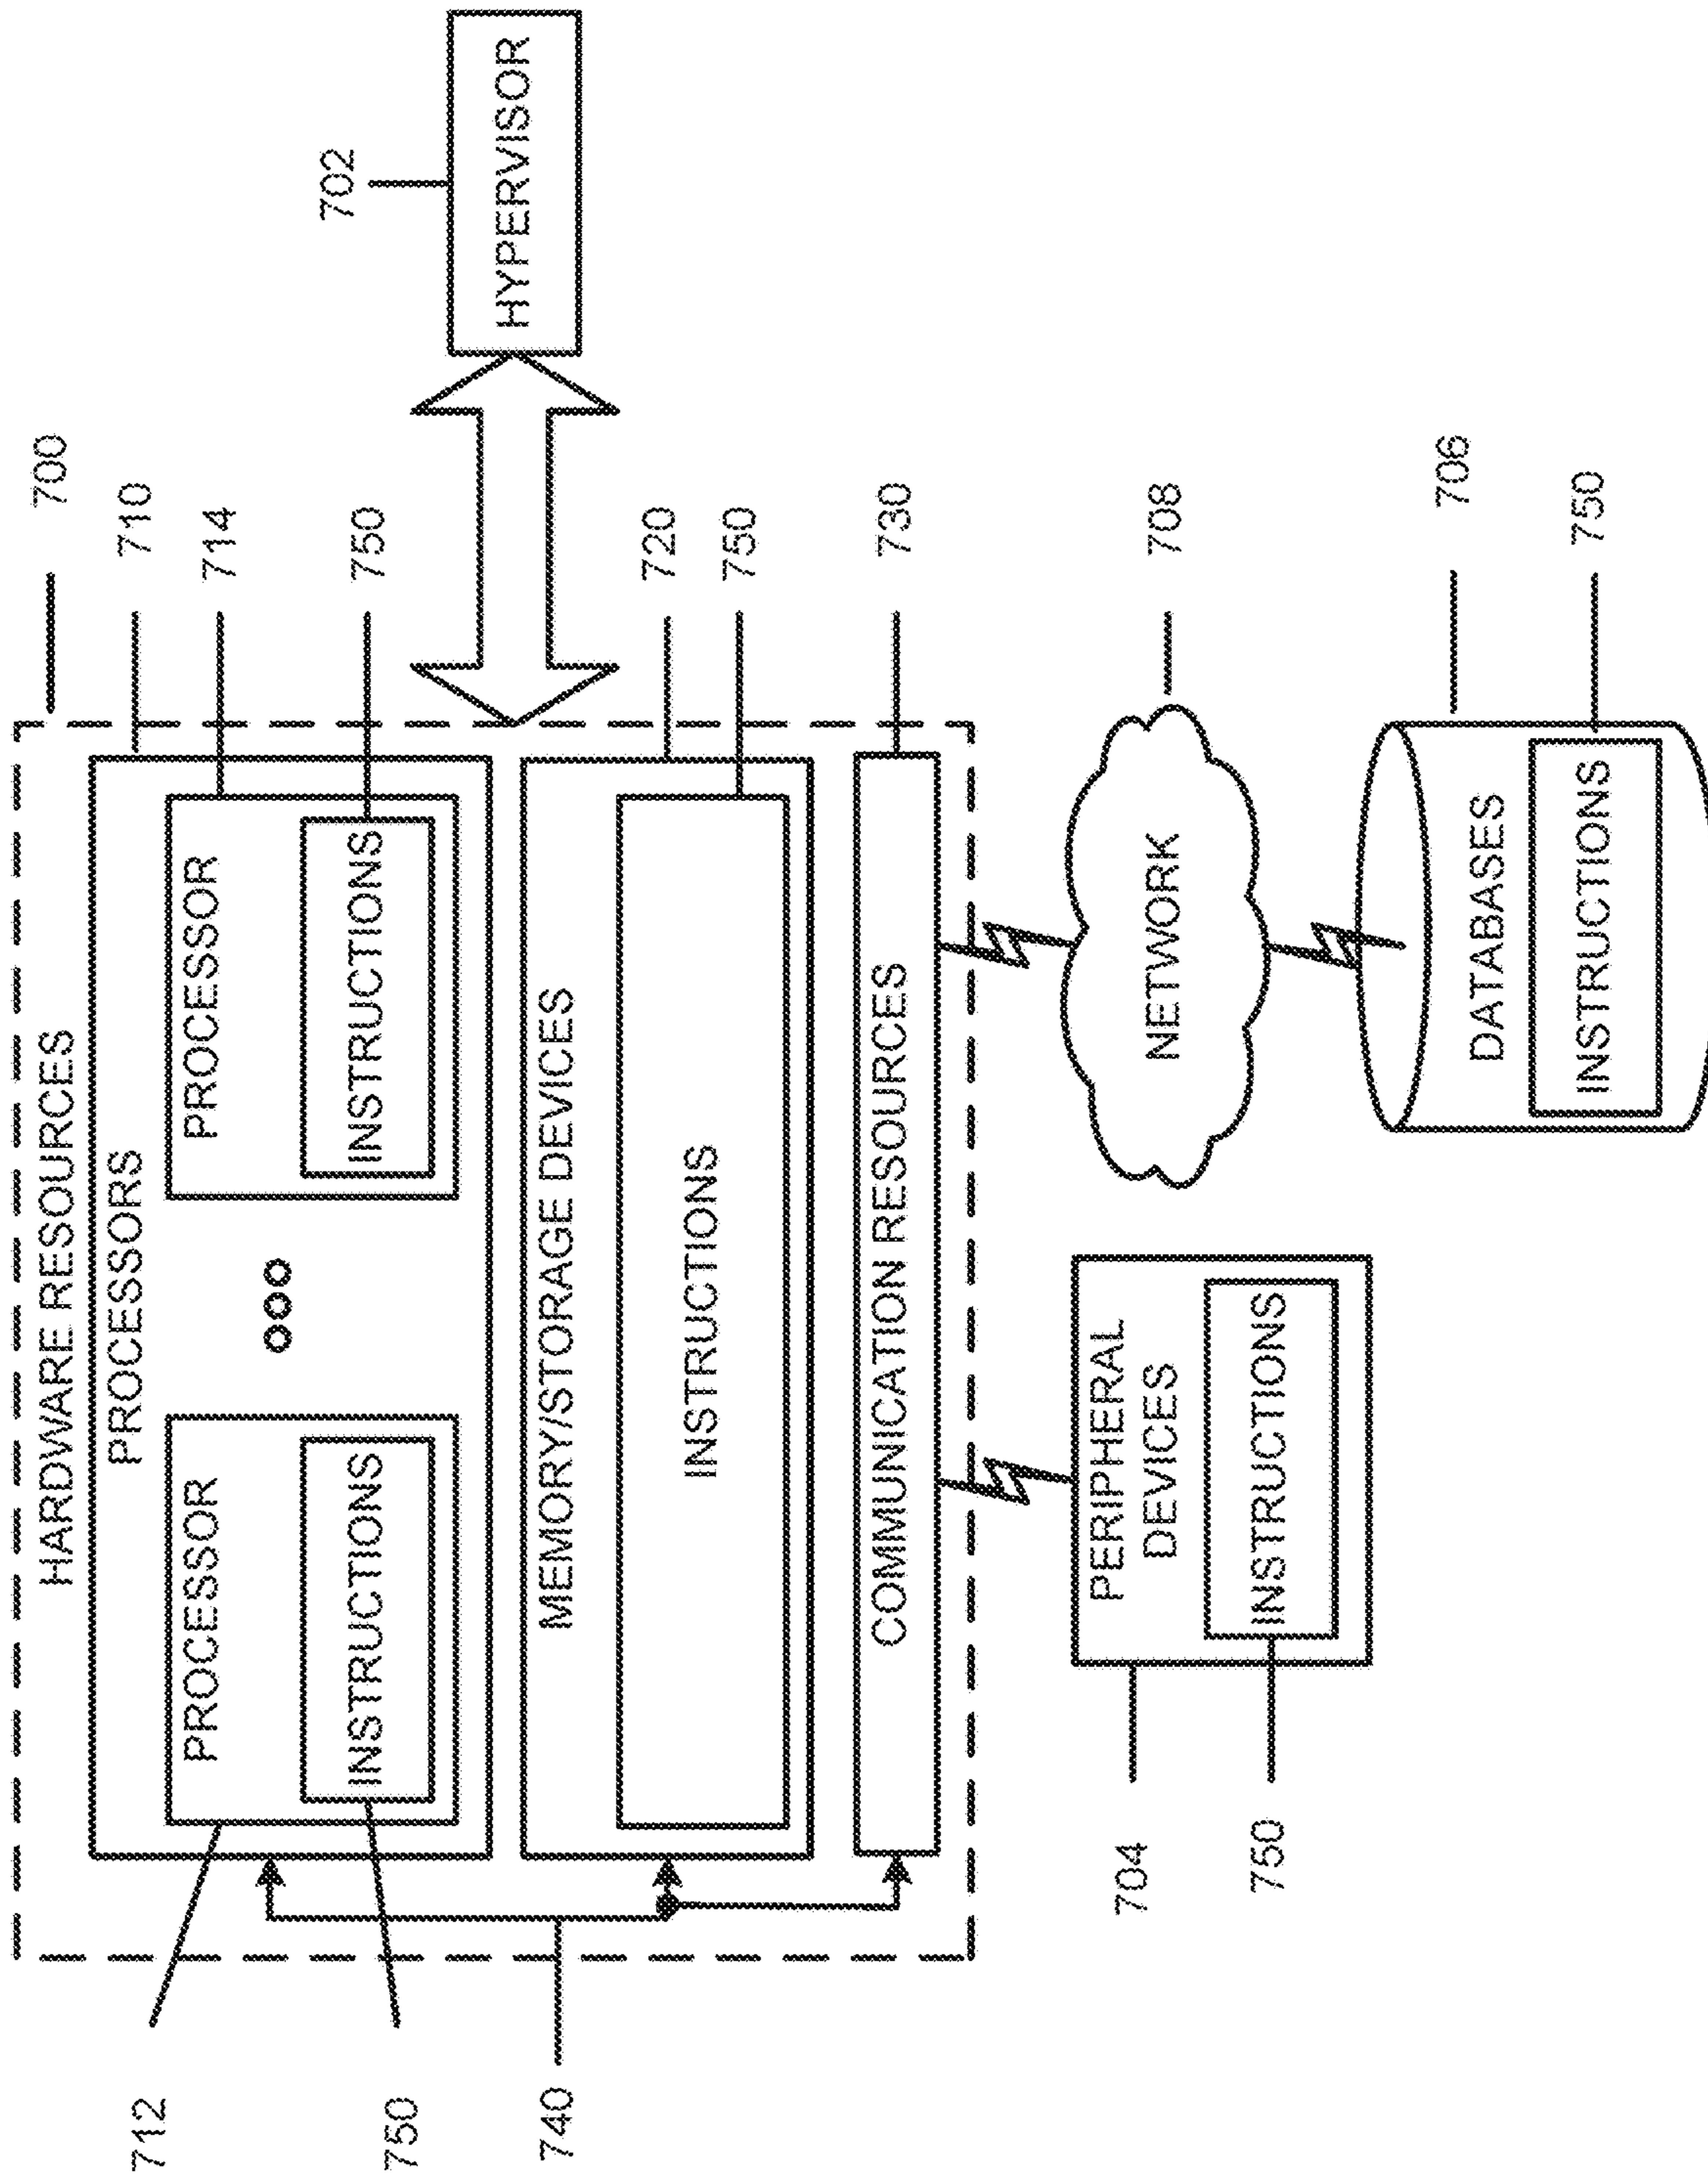 HARDWARE RESOURCES
700
PROCESSORS
710
712
PROCESSOR
PROCESSOR
714
750
INSTRUCTIONS
INSTRUCTIONS
750
702
HYPERVISOR
740
MEMORY/STORAGE DEVICES
720
INSTRUCTIONS
750
COMMUNICATION RESOURCES
730
704
PERIPHERAL
DEVICES
750
INSTRUCTIONS
NETWORK
708
706
DATABASES
INSTRUCTIONS
750